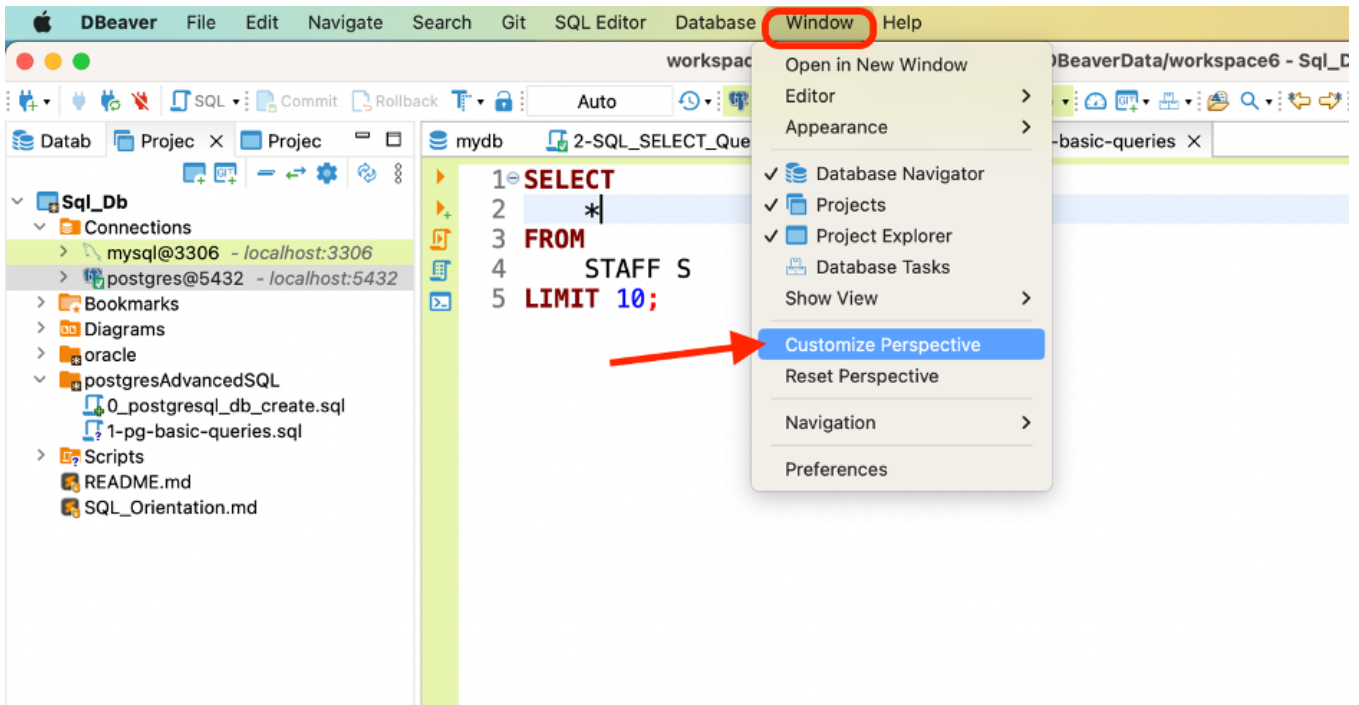 DBeaver File Edit Navigate Search Git SQL Editor Database Window Help
workspac DBeaverData/workspace6 - Sql_D
SQL Commit Rollback T Auto
Datab Projec Projec
mydb 2-SQL_SELECT_Que -basic-queries
Sql_Db
Connections
mysql@3306 - localhost:3306
postgres@5432 - localhost:5432
Bookmarks
Diagrams
oracle
postgresAdvancedSQL
0_postgresql_db_create.sql
1-pg-basic-queries.sql
Scripts
README.md
SQL_Orientation.md
1 SELECT
2 *
3 FROM
4 STAFF S
5 LIMIT 10;
Open in New Window
Editor
Appearance
Database Navigator
Projects
Project Explorer
Database Tasks
Show View
Customize Perspective
Reset Perspective
Navigation
Preferences